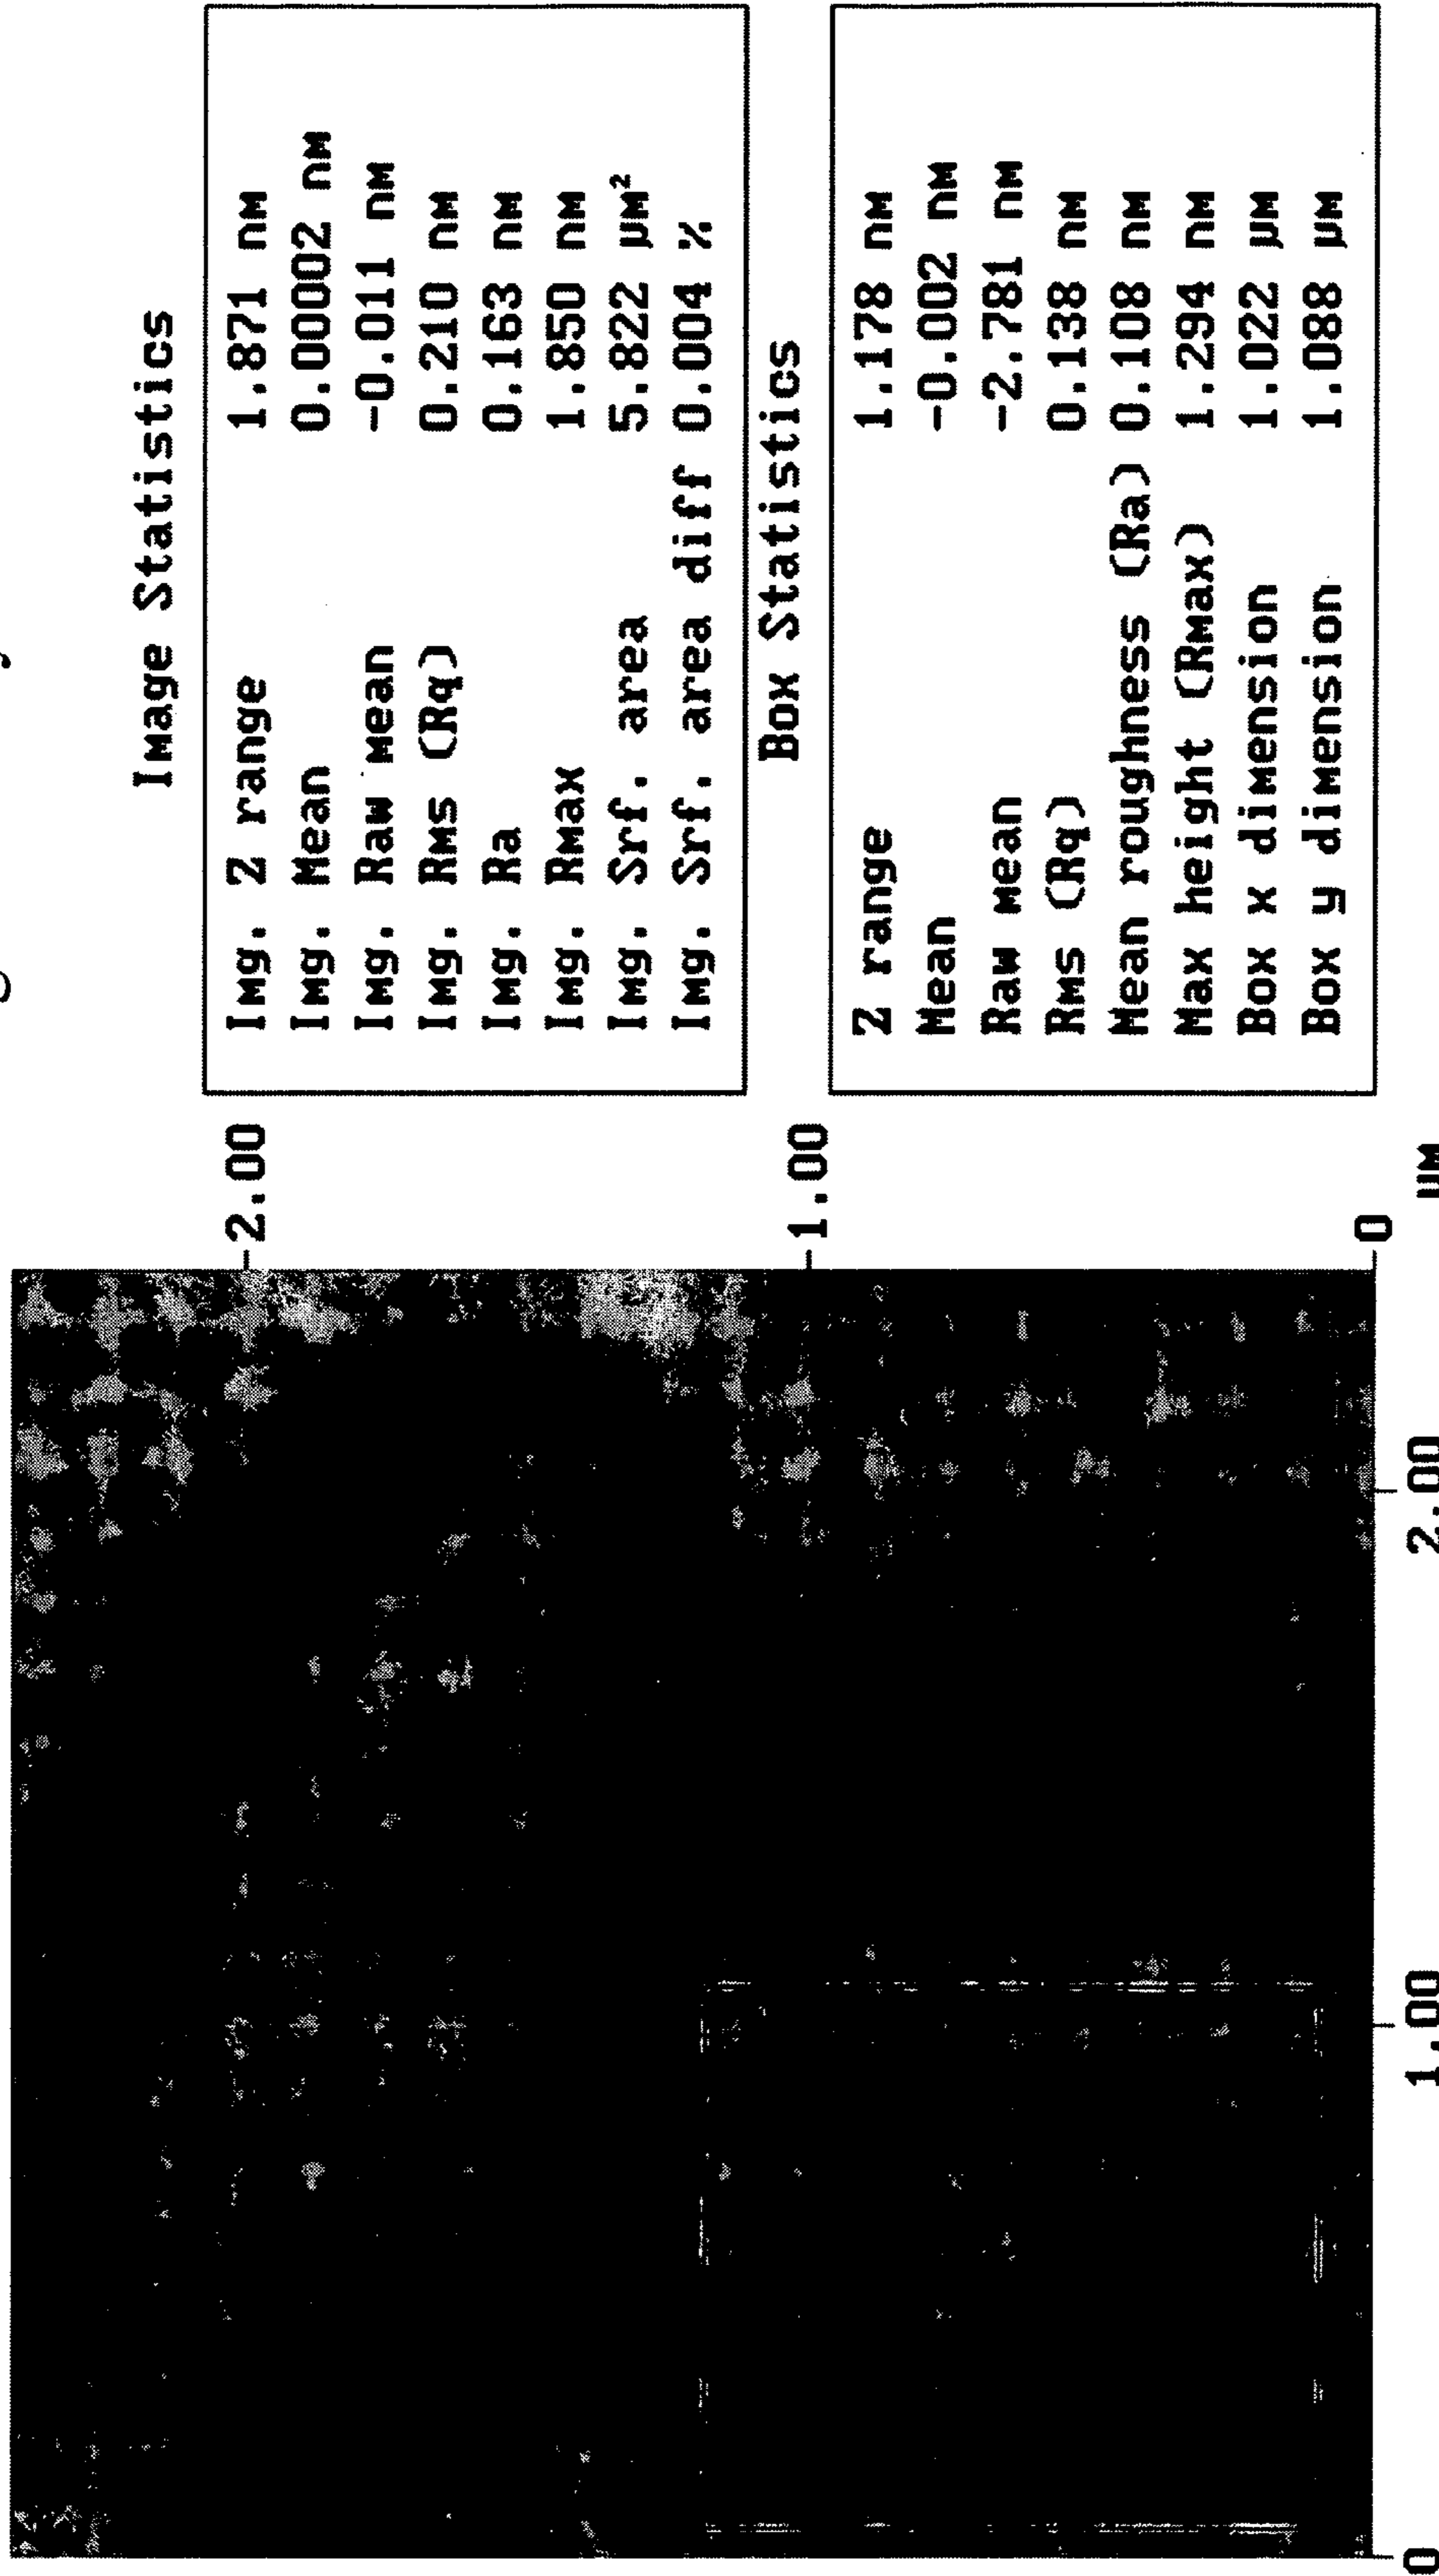 Image Statistics
Img. Z range 1.871 nm
Img. Mean 0.00002 nm
Img. Raw mean -0.011 nm
Img. Rms (Rq) 0.210 nm
Img. Ra 0.163 nm
Img. Rmax 1.850 nm
Img. Srf. area 5.822 µm²
Img. Srf. area diff 0.004 %
Box Statistics
Z range 1.178 nm
Mean -0.002 nm
Raw mean -2.781 nm
Rms (Rq) 0.138 nm
Mean roughness (Ra) 0.108 nm
Max height (Rmax) 1.294 nm
Box x dimension 1.022 µm
Box y dimension 1.088 µm
2.00
1.00
0
µm
0 1.00 2.00